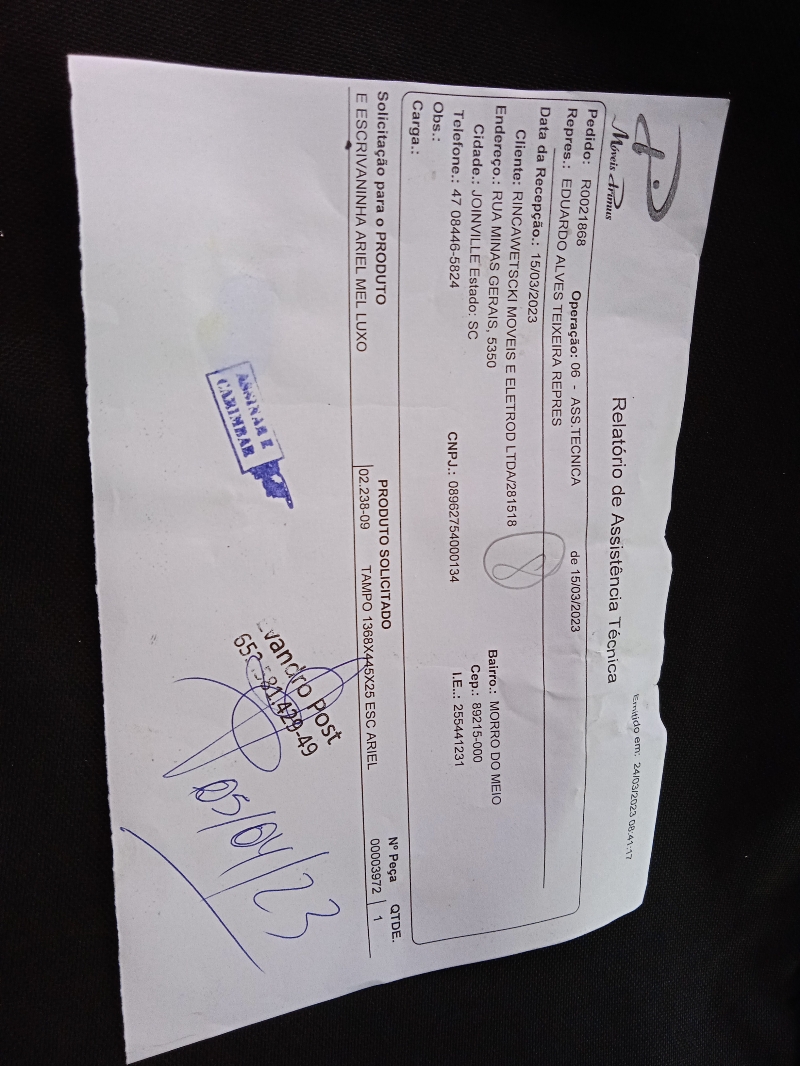 Móveis Primus
Relatório de Assistência Técnica
Emitido em: 24/03/2023 08:41:17
Pedido: R0021868 Operação: 06 - ASS.TECNICA de 15/03/2023
Repres.: EDUARDO ALVES TEIXEIRA REPRES
Data da Recepção.: 15/03/2023
Cliente: RINCAWETSCKI MOVEIS E ELETROD LTDA/281518
8
Endereço.: RUA MINAS GERAIS, 5350 Bairro.: MORRO DO MEIO
Cidade.: JOINVILLE Estado: SC Cep.: 89215-000
Telefone.: 47 08446-5824 CNPJ.: 08962754000134 I.E..: 255441231
Obs.:
Carga.:
Solicitação para o PRODUTO PRODUTO SOLICITADO Nº Peça QTDE.
E ESCRIVANINHA ARIEL MEL LUXO 02.238-09 TAMPO 1368X445X25 ESC ARIEL 00003972 1
ASSINAR E
CARIMBAR
Evandro Post
05/04/23